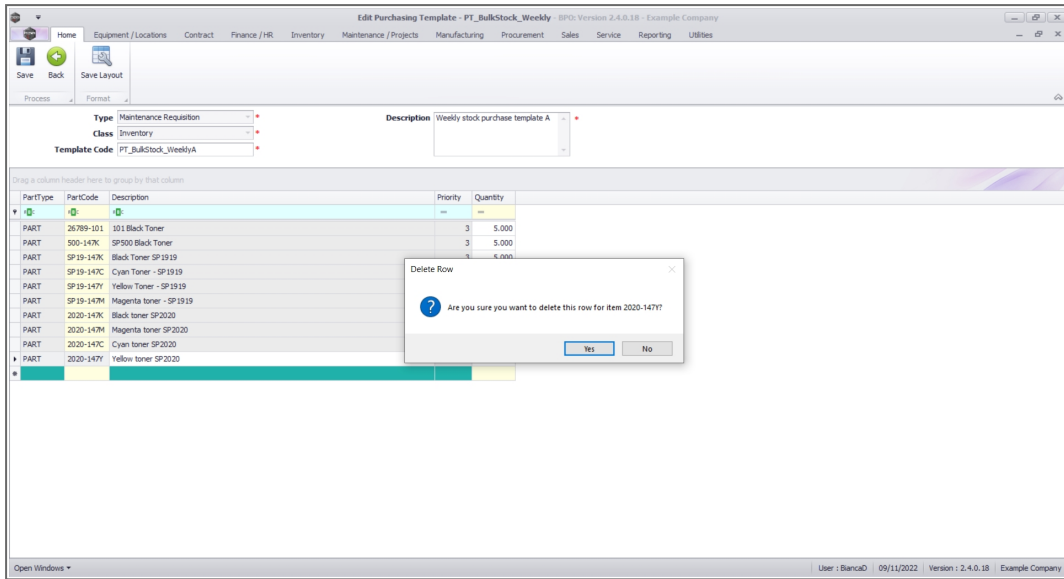 Edit Purchasing Template - PT_BulkStock_Weekly - BPO: Version 2.4.0.18 - Example Company
Home Equipment / Locations Contract Finance / HR Inventory Maintenance / Projects Manufacturing Procurement Sales Service Reporting Utilities
Save Back Save Layout
Process Format
Type Maintenance Requisition * Description Weekly stock purchase template A *
Class Inventory *
Template Code PT_BulkStock_WeeklyA *
Drag a column header here to group by that column
PartType PartCode Description Priority Quantity
PART 26789-101 101 Black Toner 3 5.000
PART 500-147K SP500 Black Toner 3 5.000
PART SP19-147K Black Toner SP1919 3 5.000
PART SP19-147C Cyan Toner - SP1919
PART SP19-147Y Yellow Toner - SP1919
PART SP19-147M Magenta toner - SP1919
PART 2020-147K Black toner SP2020
PART 2020-147M Magenta toner SP2020
PART 2020-147C Cyan toner SP2020
PART 2020-147Y Yellow toner SP2020
Delete Row
Are you sure you want to delete this row for item 2020-147Y?
Yes No
Open Windows User : BiancaD 09/11/2022 Version : 2.4.0.18 Example Company